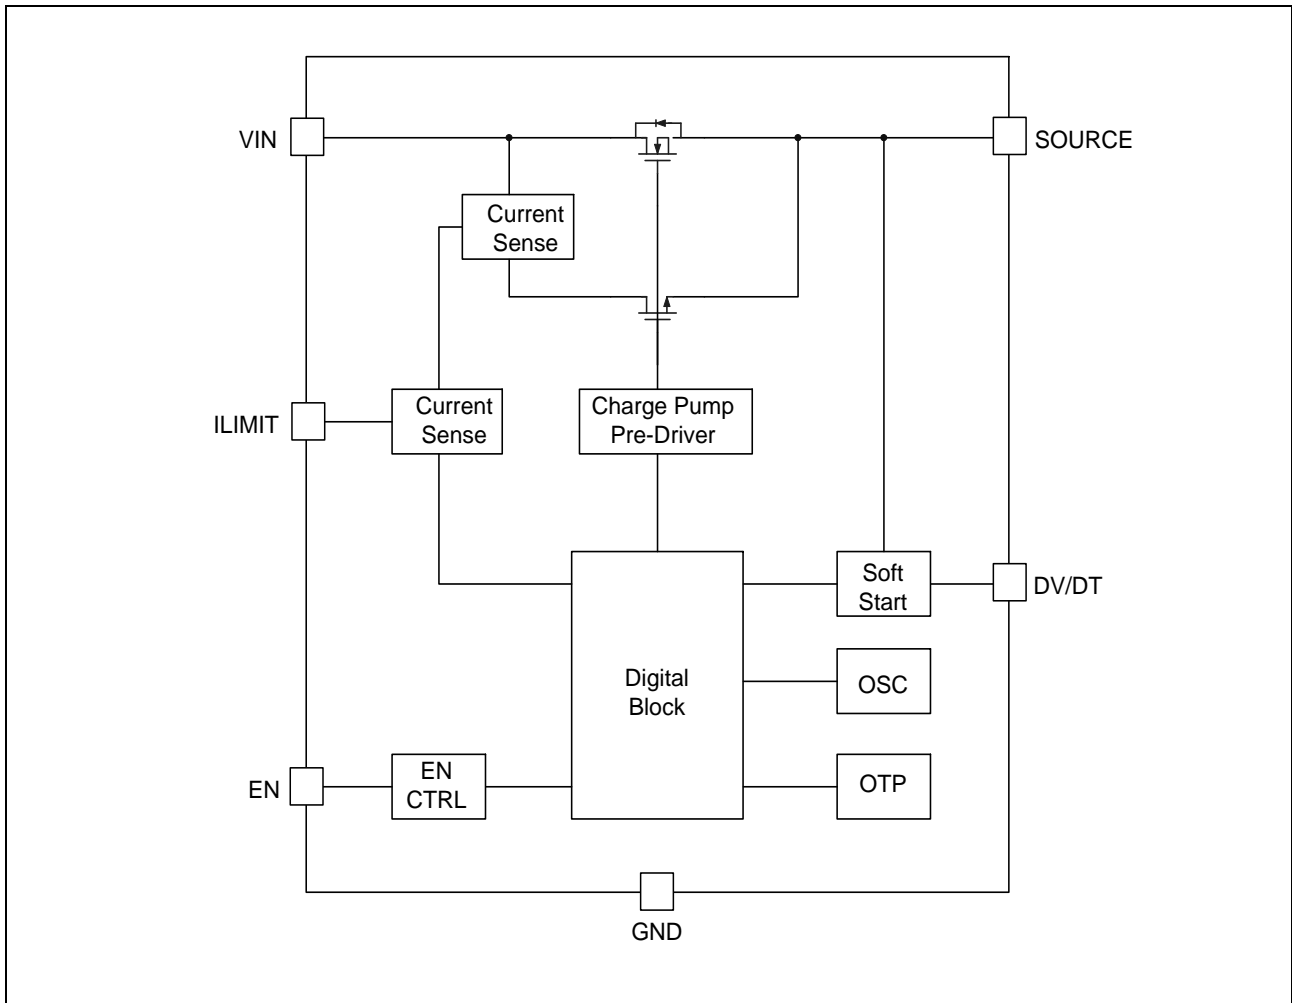 VIN
SOURCE
Current
Sense
ILIMIT
Current
Sense
Charge Pump
Pre-Driver
Soft
Start
DV/DT
Digital
Block
OSC
EN
EN
CTRL
OTP
GND